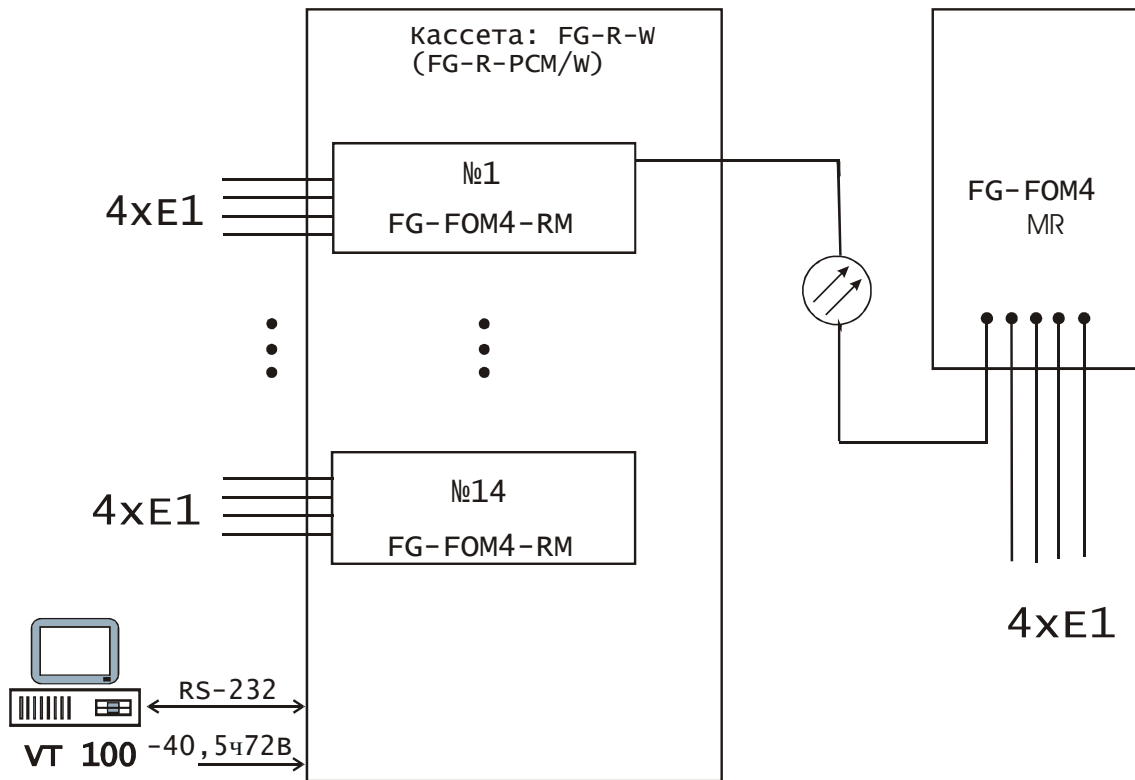 Кассета: FG-R-W
(FG-R-PCM/W)
№1
FG-FOM4-RM
4xE1
FG-FOM4
MR
№14
FG-FOM4-RM
4xE1
4xE1
RS-232
VT 100
-40,5ч72В